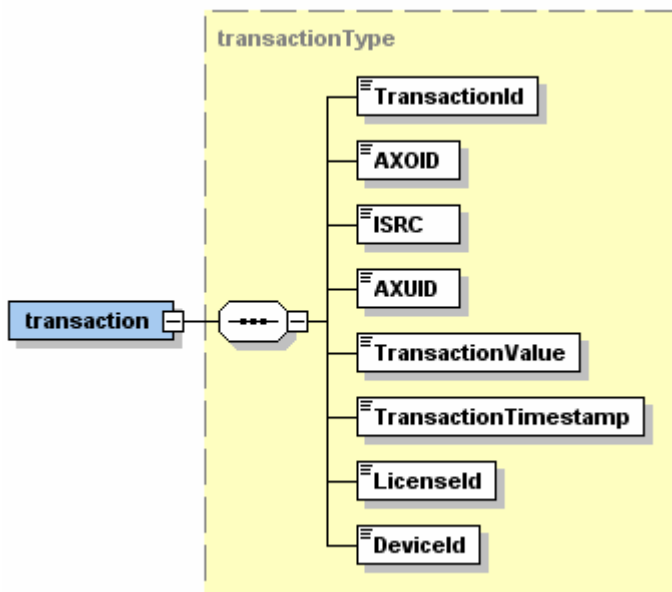 transactionType
TransactionId
AXOID
ISRC
AXUID
transaction
TransactionValue
TransactionTimestamp
LicenseId
DeviceId